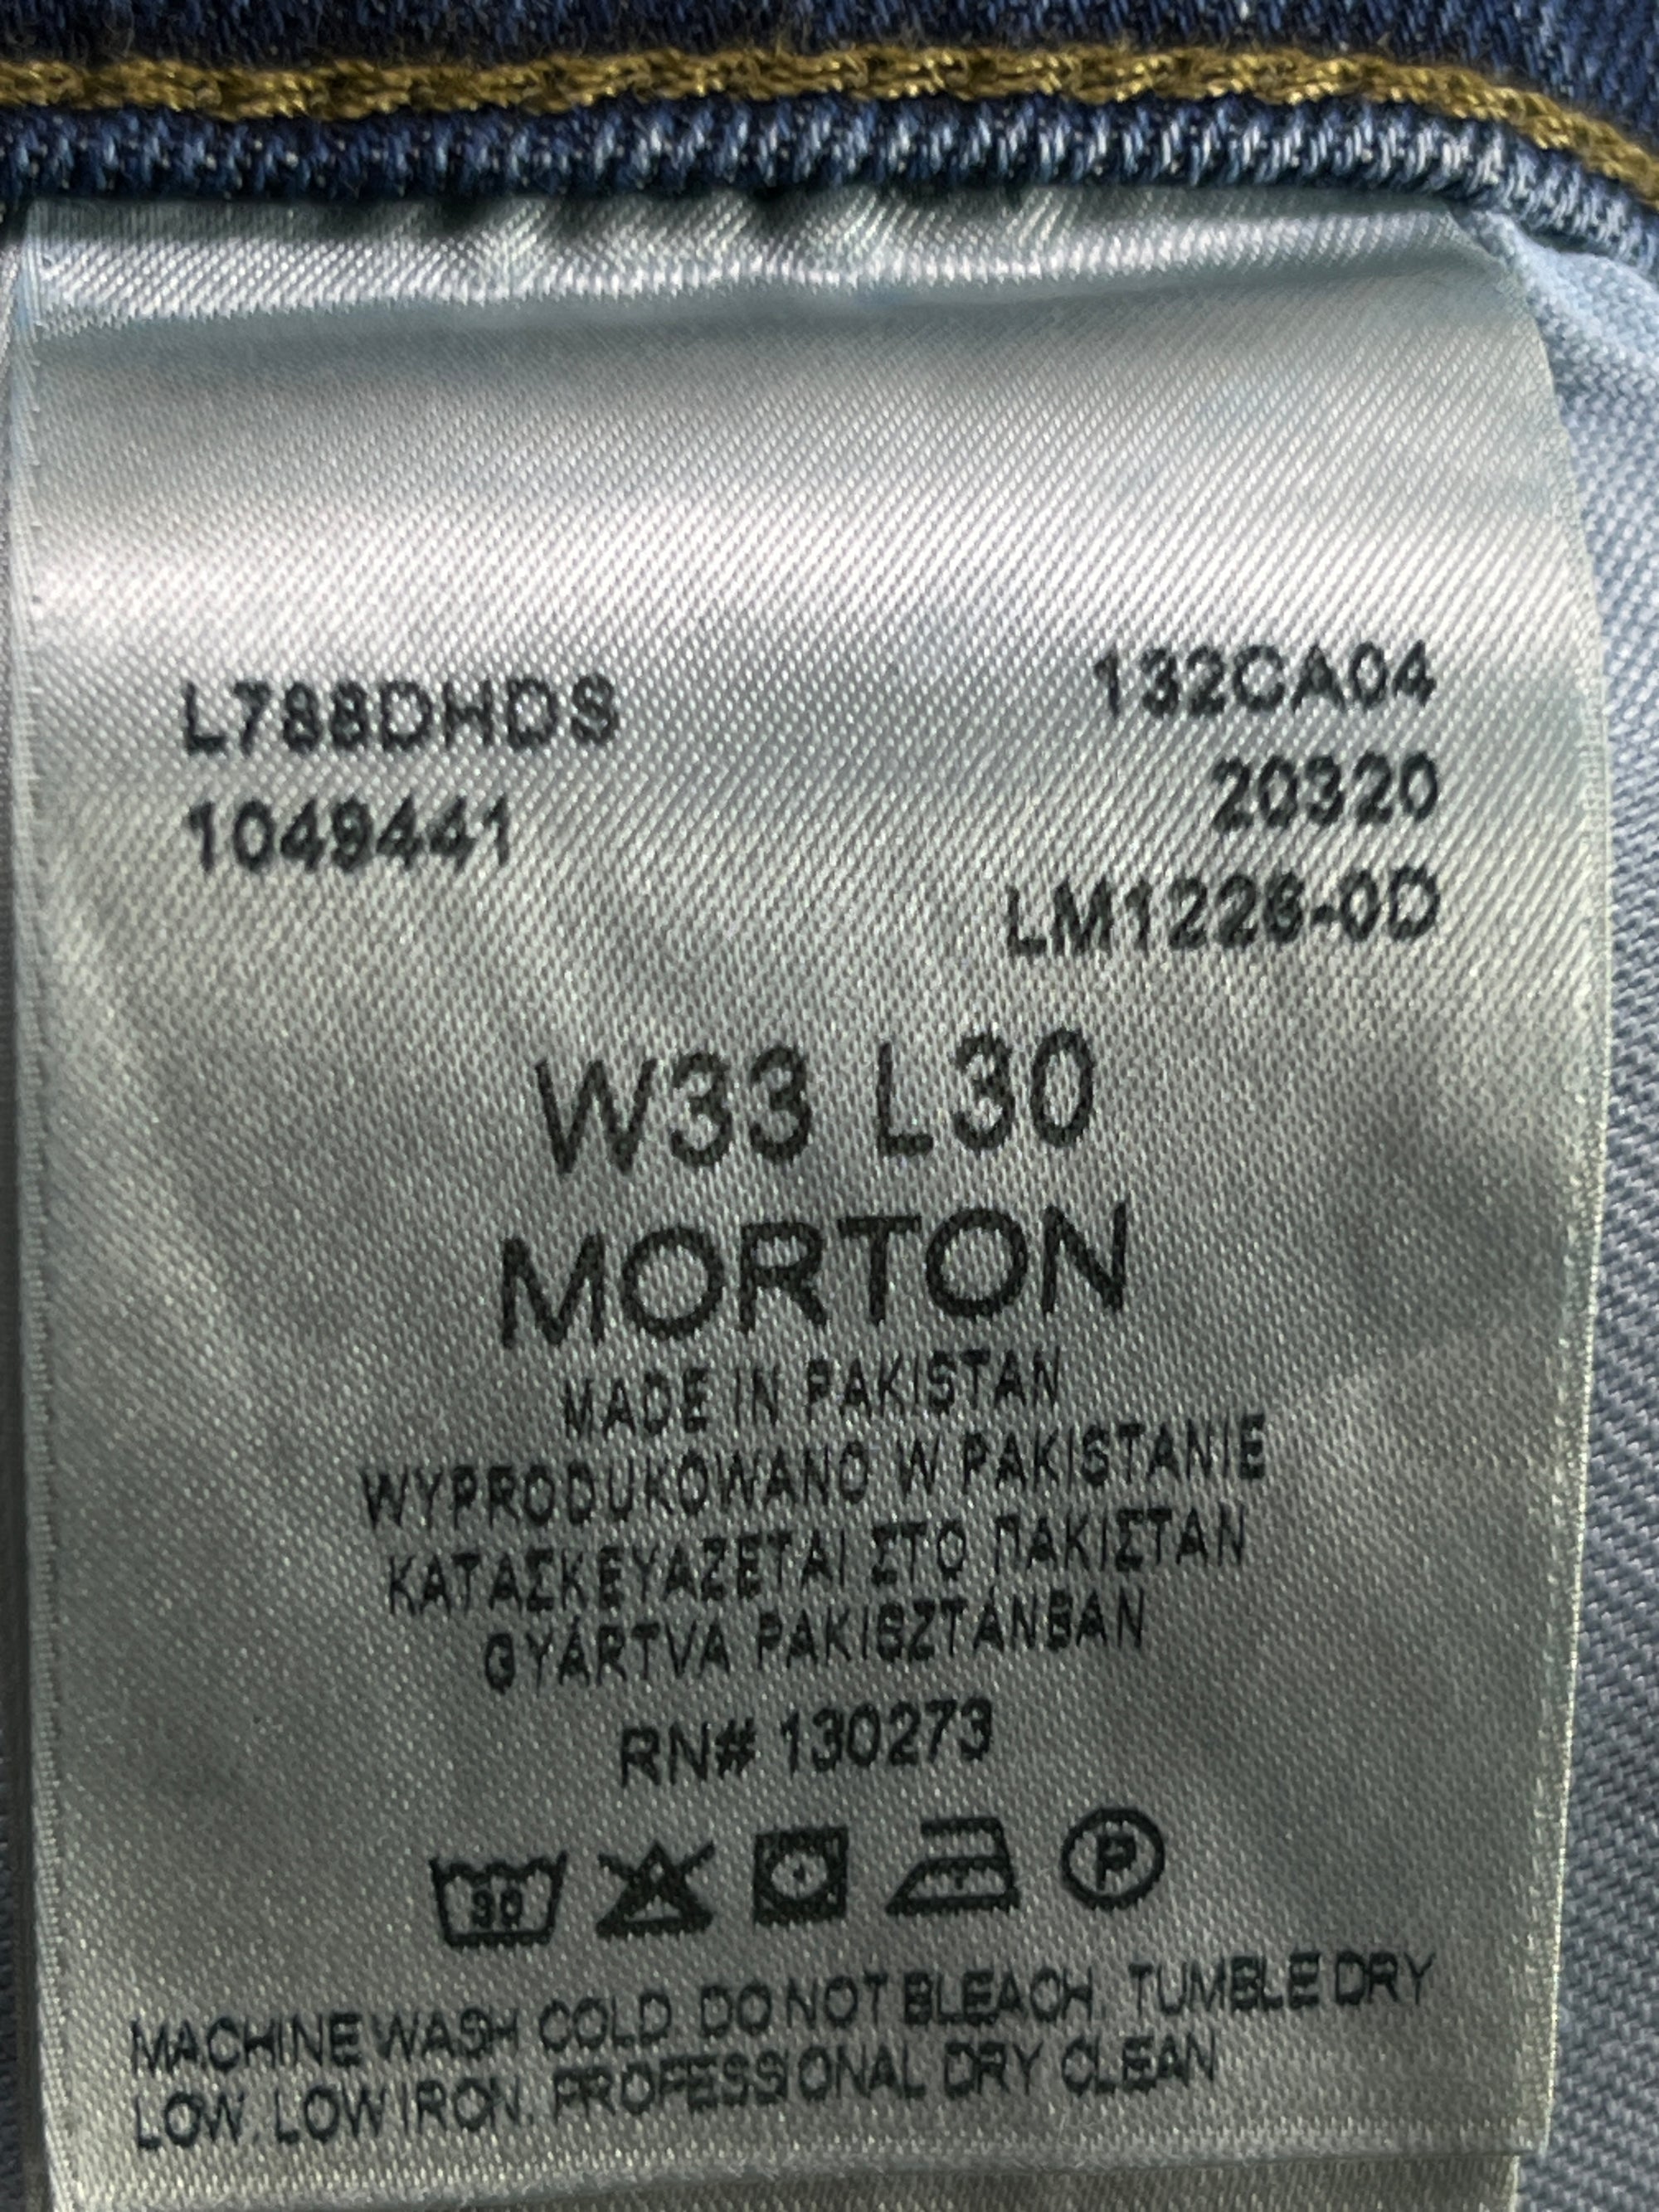 L788DHDS 132CA04
1049441 20320
LM1226-0D
W33 L30
MORTON
MADE IN PAKISTAN
WYPRODUKOWANO W PAKISTANIE
ΚΑΤΑΣΚΕΥΑΖΕΤΑΙ ΣΤΟ ΠΑΚΙΣΤΑΝ
GYÁRTVA PAKISZTÁNBAN
RN# 130273
30 P
MACHINE WASH COLD. DO NOT BLEACH. TUMBLE DRY
LOW. LOW IRON. PROFESSIONAL DRY CLEAN